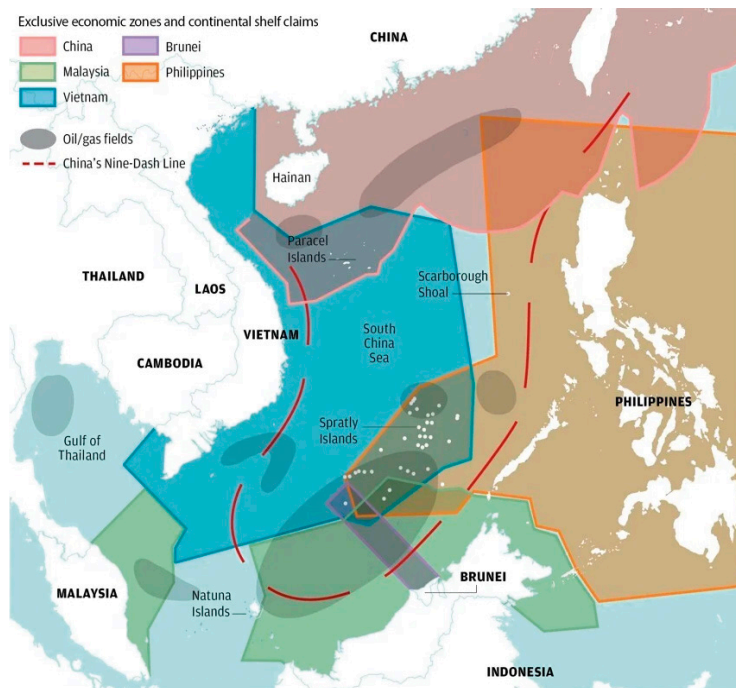 Exclusive economic zones and continental shelf claims
China
Brunei
Malaysia
Philippines
Vietnam
Oil/gas fields
China's Nine-Dash Line
CHINA
Hainan
Paracel
Islands
THAILAND
LAOS
VIETNAM
CAMBODIA
Scarborough
Shoal
South
China
Sea
PHILIPPINES
Spratly
Islands
Gulf of
Thailand
MALAYSIA
Natuna
Islands
BRUNEI
INDONESIA